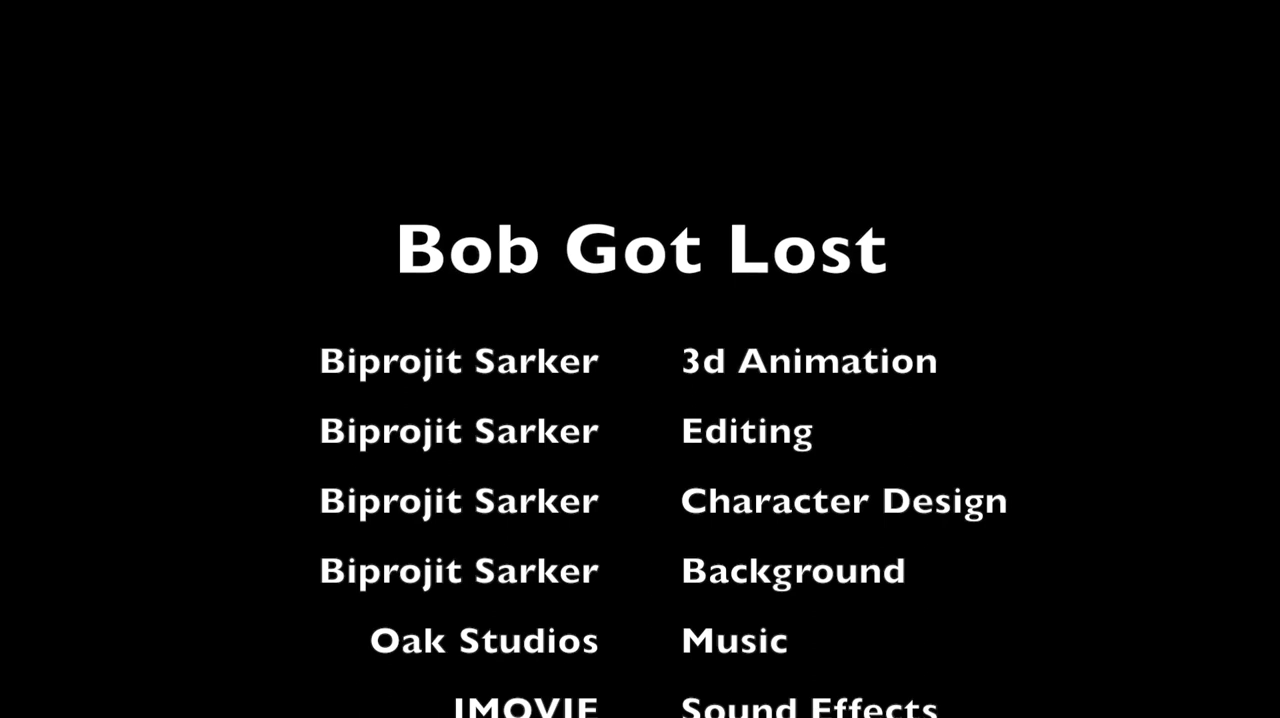 Bob Got Lost
Biprojit Sarker 3d Animation
Biprojit Sarker Editing
Biprojit Sarker Character Design
Biprojit Sarker Background
Oak Studios Music
IMOVIE Sound Effects